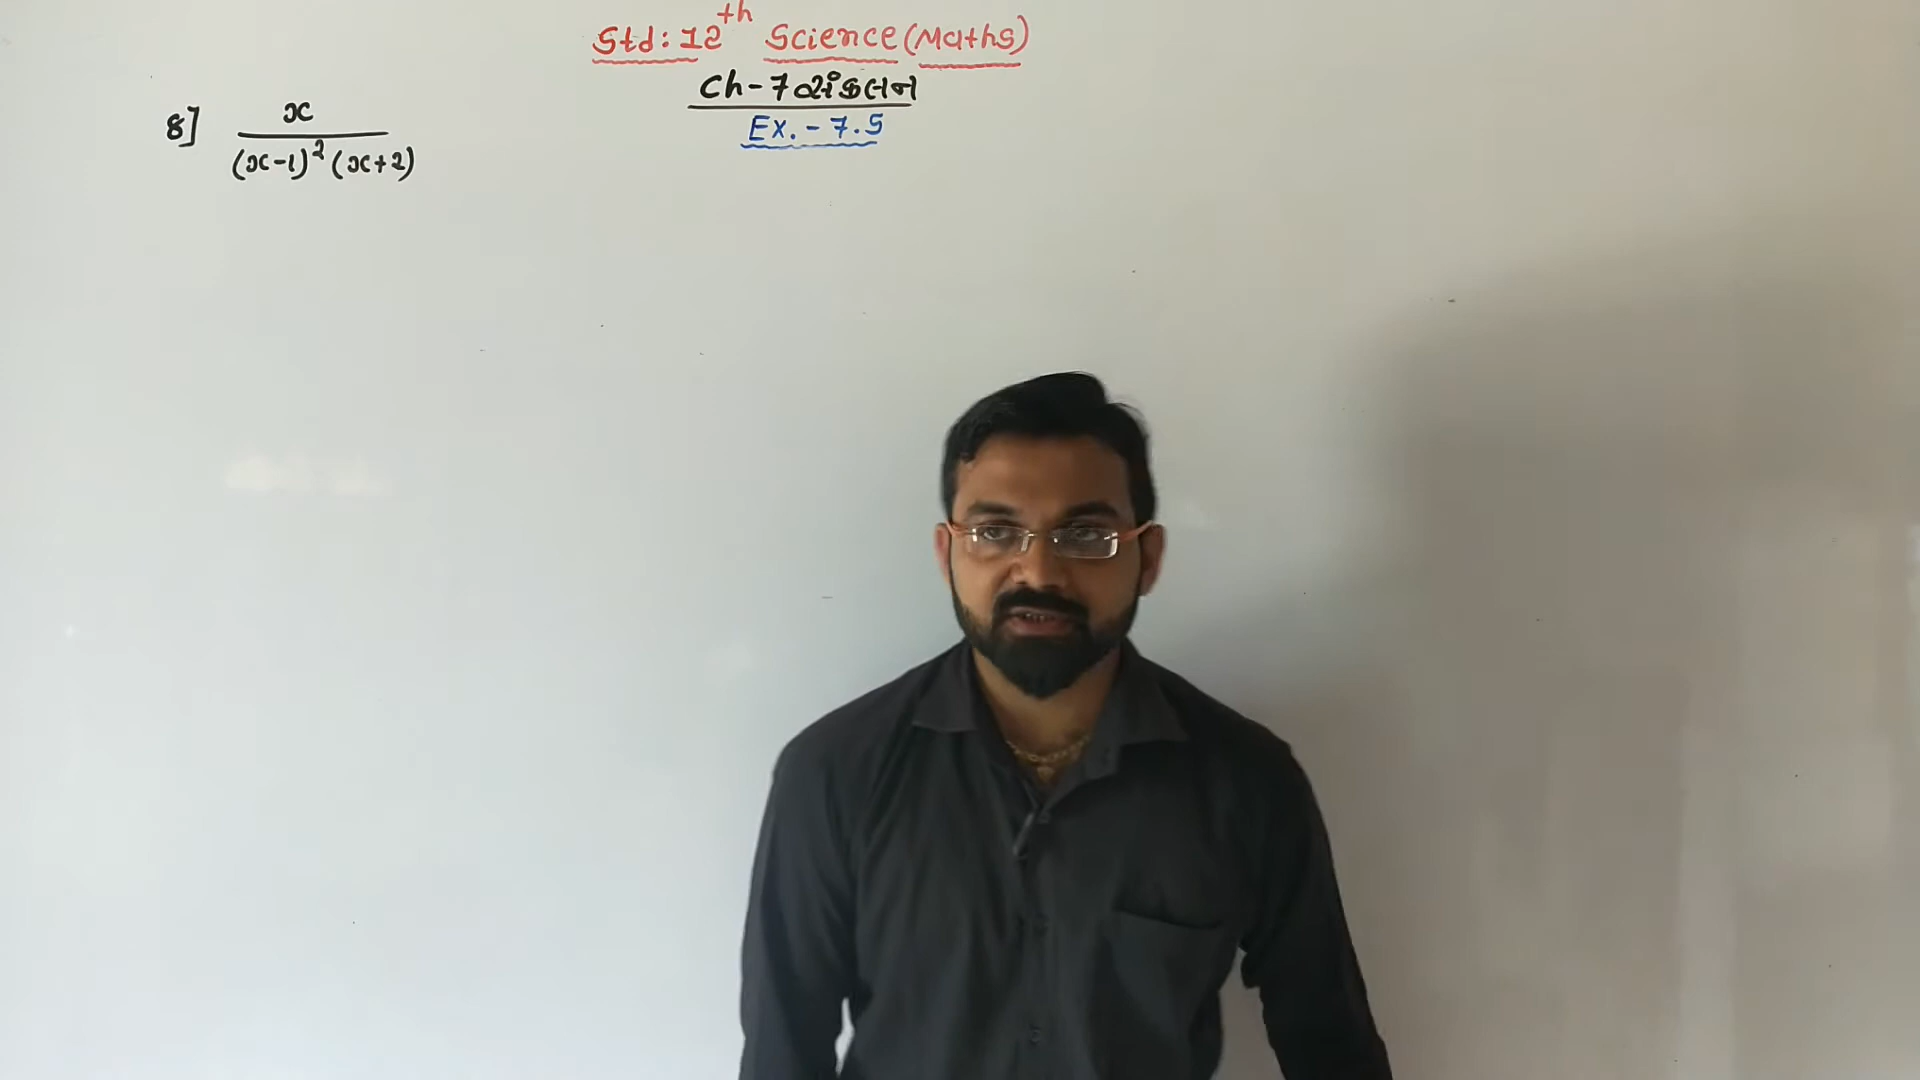 Std: 12th Science (Maths)
Ch-7 સંકલન
Ex. - 7.5
8] x
(x-1)² (x+2)